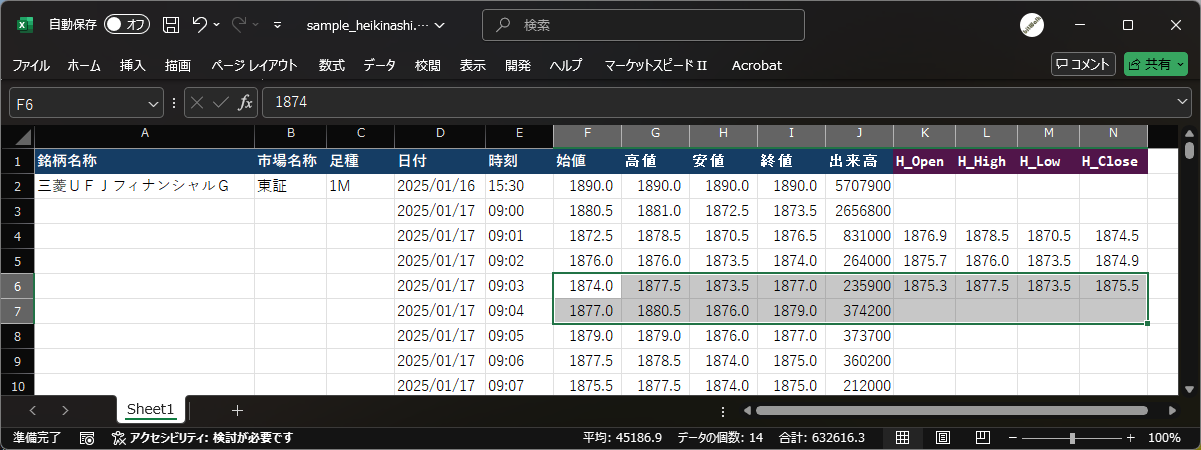 自動保存 オフ sample_heikinashi.… 検索
ファイル ホーム 挿入 描画 ページ レイアウト 数式 データ 校閲 表示 開発 ヘルプ マーケットスピード II Acrobat コメント 共有
F6 fx 1874
A B C D E F G H I J K L M N
1 銘柄名称 市場名称 足種 日付 時刻 始値 高値 安値 終値 出来高 H_Open H_High H_Low H_Close
2 三菱ＵＦＪフィナンシャルＧ 東証 1M 2025/01/16 15:30 1890.0 1890.0 1890.0 1890.0 5707900
3 2025/01/17 09:00 1880.5 1881.0 1872.5 1873.5 2656800
4 2025/01/17 09:01 1872.5 1878.5 1870.5 1876.5 831000 1876.9 1878.5 1870.5 1874.5
5 2025/01/17 09:02 1876.0 1876.0 1873.5 1874.0 264000 1875.7 1876.0 1873.5 1874.9
6 2025/01/17 09:03 1874.0 1877.5 1873.5 1877.0 235900 1875.3 1877.5 1873.5 1875.5
7 2025/01/17 09:04 1877.0 1880.5 1876.0 1879.0 374200
8 2025/01/17 09:05 1879.0 1879.0 1876.0 1877.0 373700
9 2025/01/17 09:06 1877.5 1878.5 1874.0 1875.0 360200
10 2025/01/17 09:07 1875.5 1877.5 1874.0 1875.0 212000
Sheet1
準備完了 アクセシビリティ: 検討が必要です 平均: 45186.9 データの個数: 14 合計: 632616.3 100%